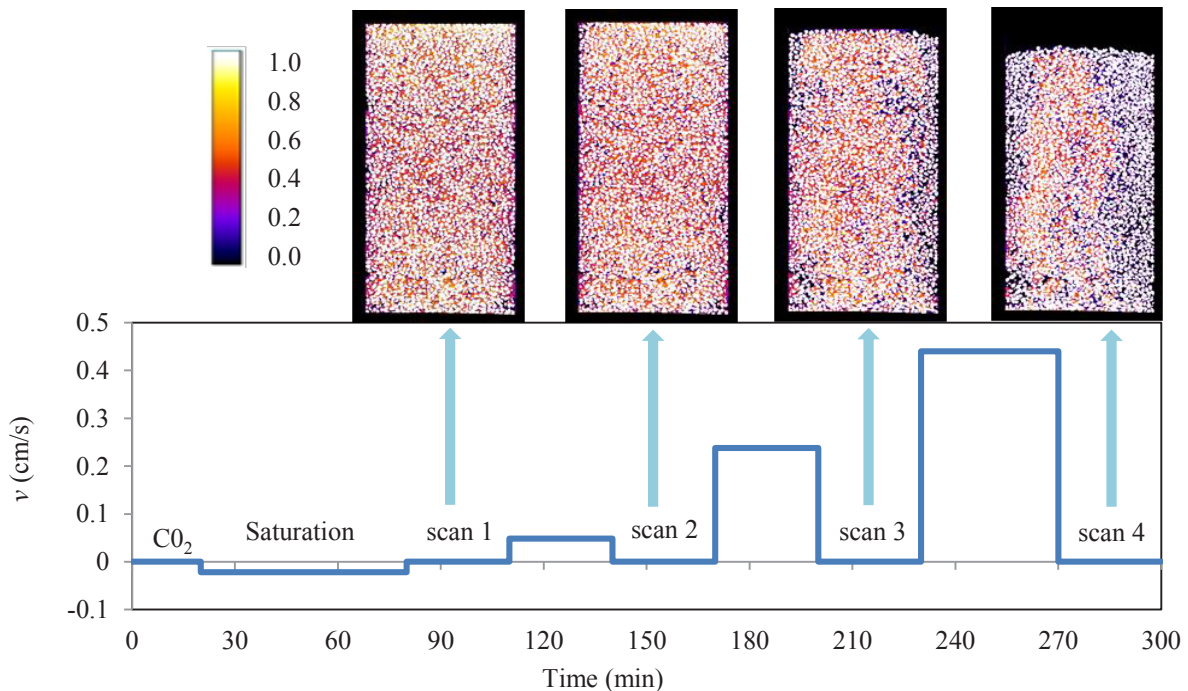 1.0
0.8
0.6
0.4
0.2
0.0
0.5
0.4
0.3
0.2
0.1
0
-0.1
v (cm/s)
C0₂
Saturation
scan 1
scan 2
scan 3
scan 4
0 30 60 90 120 150 180 210 240 270 300
Time (min)